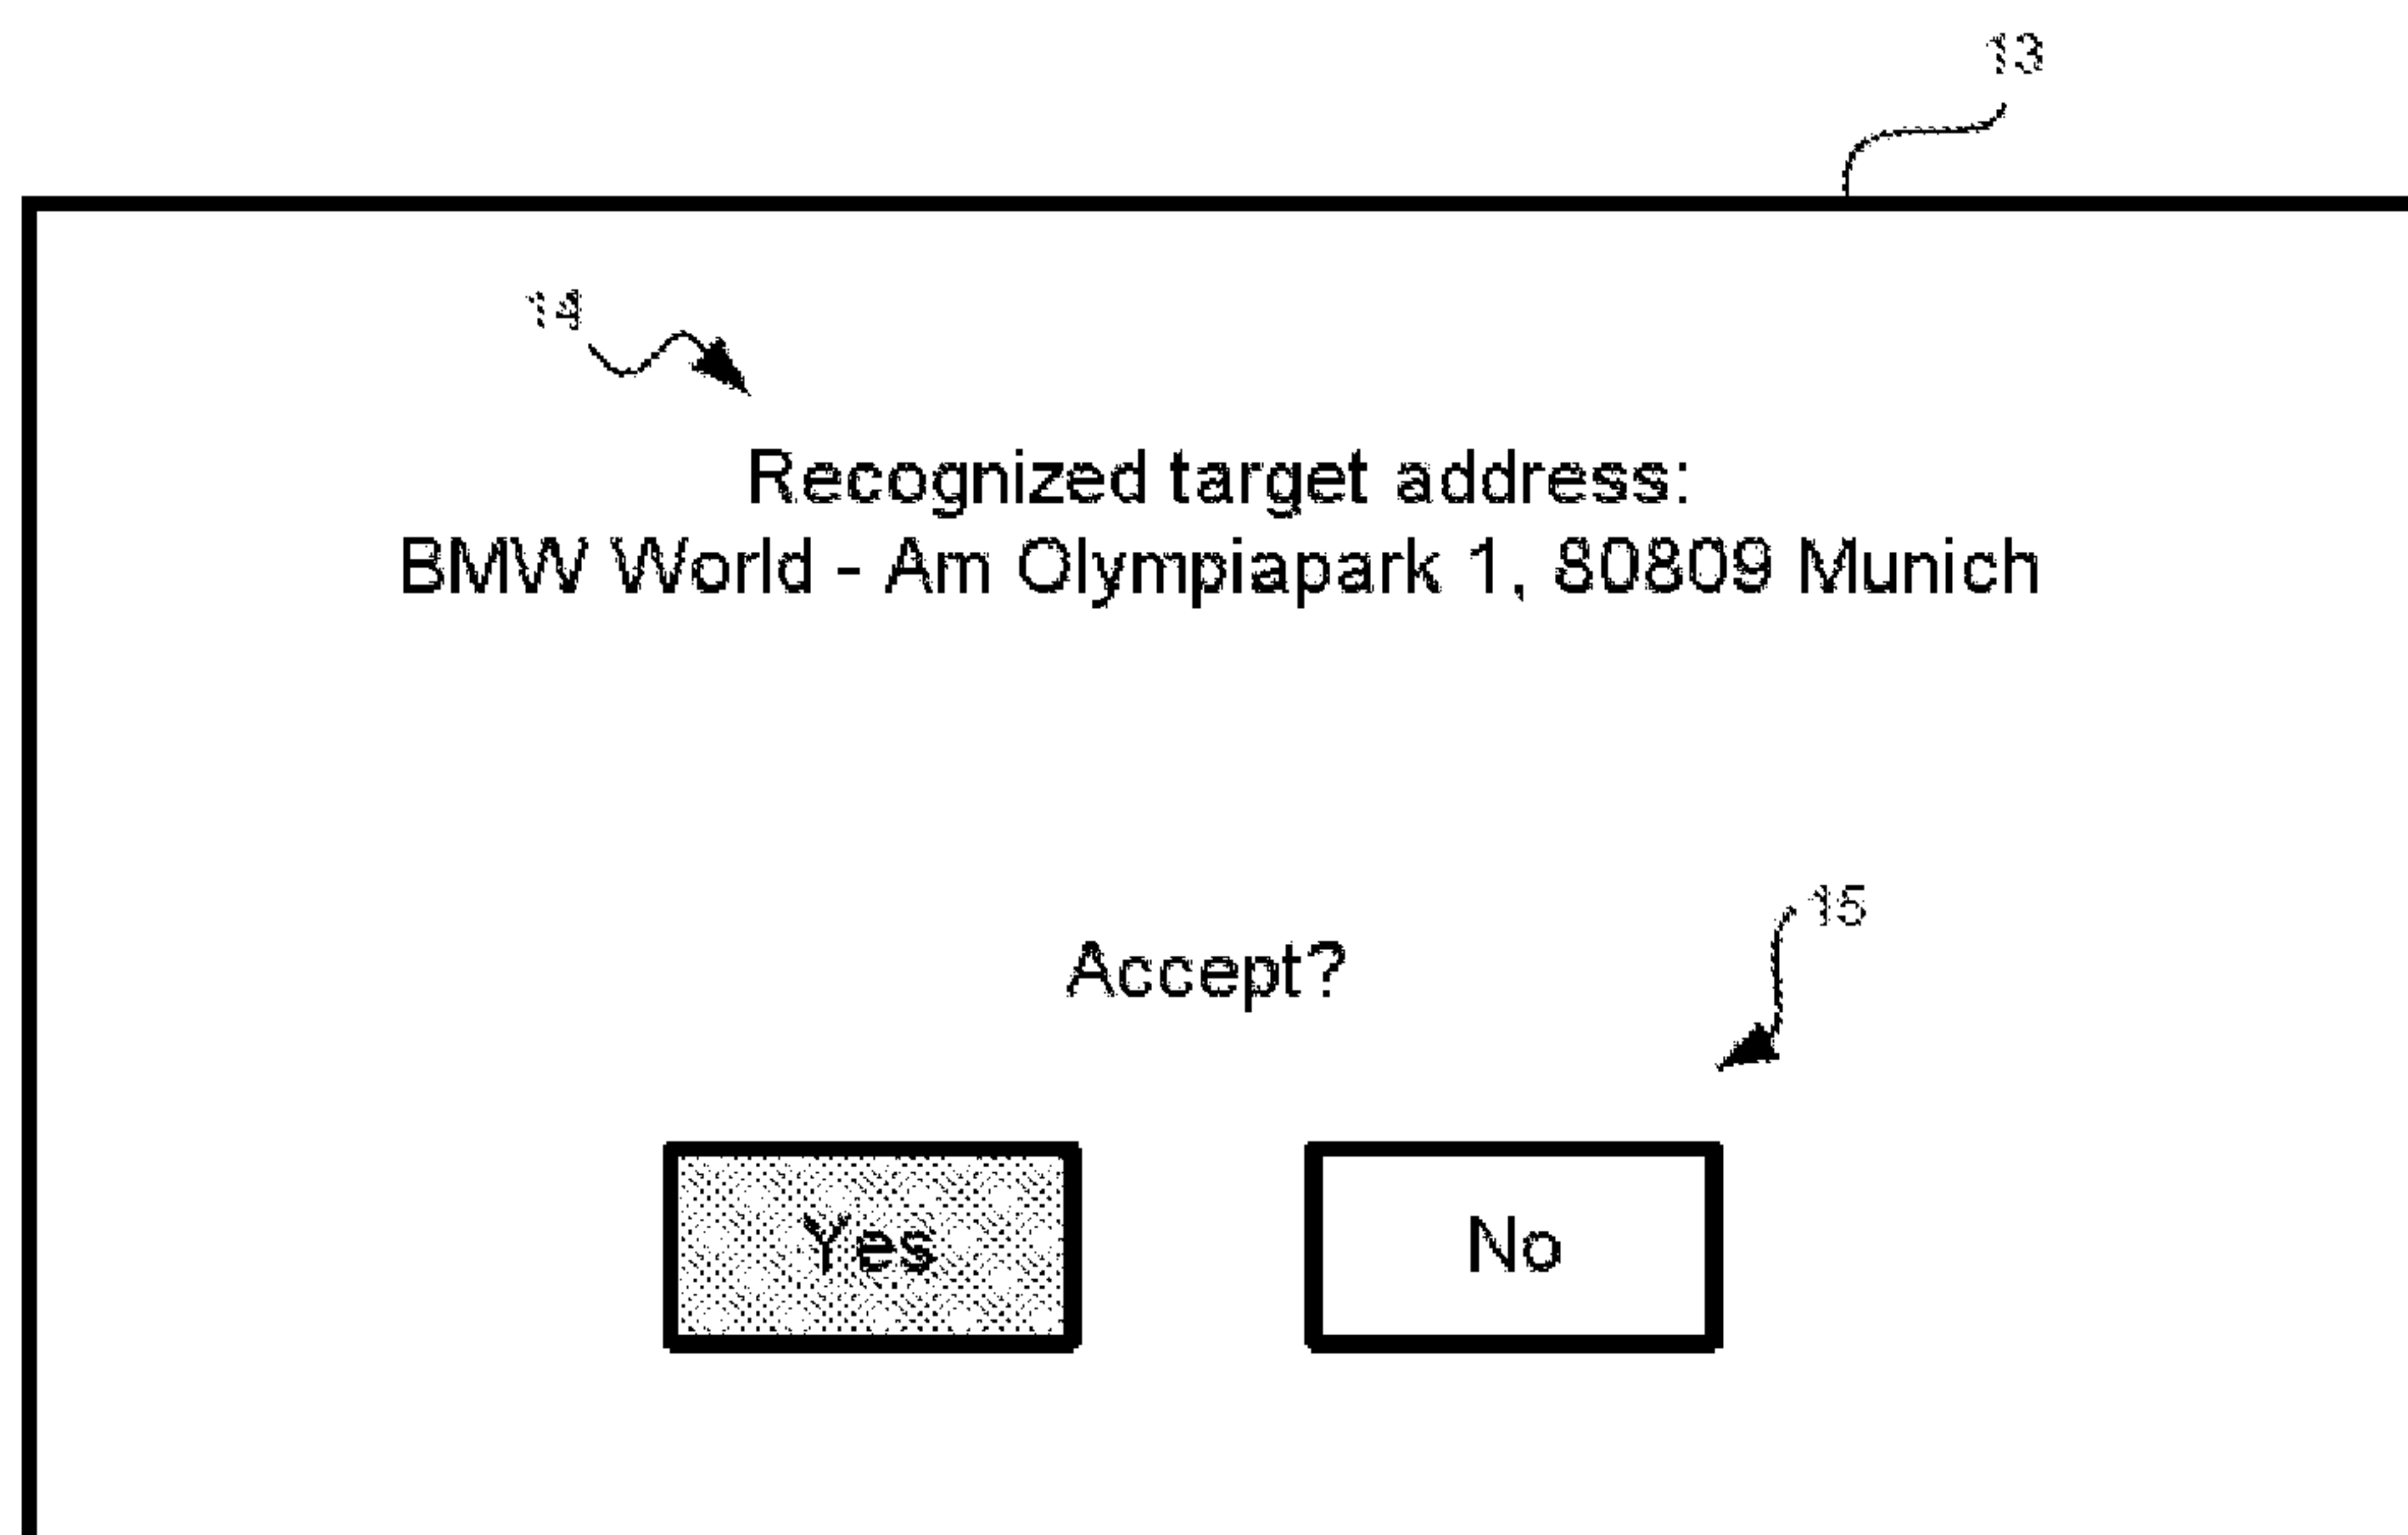 13
14
Recognized target address:
BMW World - Am Olympiapark 1, 80809 Munich
15
Accept?
Yes
No